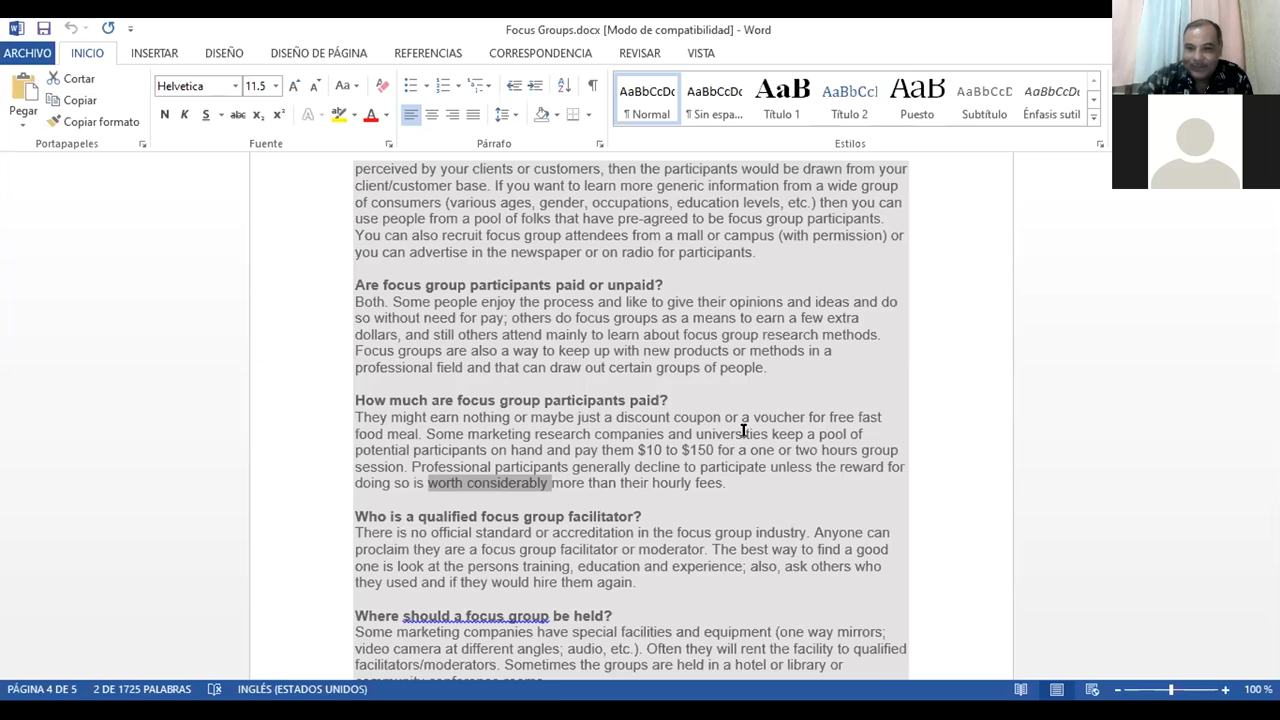 Focus Groups.docx [Modo de compatibilidad] - Word
ARCHIVO INICIO INSERTAR DISEÑO DISEÑO DE PÁGINA REFERENCIAS CORRESPONDENCIA REVISAR VISTA
Pegar
Cortar
Copiar
Copiar formato
Portapapeles
Helvetica 11.5 Aa
N K S abc x₂ x² A A
Fuente
Párrafo
AaBbCcDc AaBbCcDc AaB AaBbCcl AaB AaBbCcD AaBbCcDc
¶ Normal ¶ Sin espa... Título 1 Título 2 Puesto Subtítulo Énfasis sutil
Estilos
perceived by your clients or customers, then the participants would be drawn from your
client/customer base. If you want to learn more generic information from a wide group
of consumers (various ages, gender, occupations, education levels, etc.) then you can
use people from a pool of folks that have pre-agreed to be focus group participants.
You can also recruit focus group attendees from a mall or campus (with permission) or
you can advertise in the newspaper or on radio for participants.
Are focus group participants paid or unpaid?
Both. Some people enjoy the process and like to give their opinions and ideas and do
so without need for pay; others do focus groups as a means to earn a few extra
dollars, and still others attend mainly to learn about focus group research methods.
Focus groups are also a way to keep up with new products or methods in a
professional field and that can draw out certain groups of people.
How much are focus group participants paid?
They might earn nothing or maybe just a discount coupon or a voucher for free fast
food meal. Some marketing research companies and universities keep a pool of
potential participants on hand and pay them $10 to $150 for a one or two hours group
session. Professional participants generally decline to participate unless the reward for
doing so is worth considerably more than their hourly fees.
Who is a qualified focus group facilitator?
There is no official standard or accreditation in the focus group industry. Anyone can
proclaim they are a focus group facilitator or moderator. The best way to find a good
one is look at the persons training, education and experience; also, ask others who
they used and if they would hire them again.
Where should a focus group be held?
Some marketing companies have special facilities and equipment (one way mirrors;
video camera at different angles; audio, etc.). Often they will rent the facility to qualified
facilitators/moderators. Sometimes the groups are held in a hotel or library or
PÁGINA 4 DE 5 2 DE 1725 PALABRAS INGLÉS (ESTADOS UNIDOS) 100 %